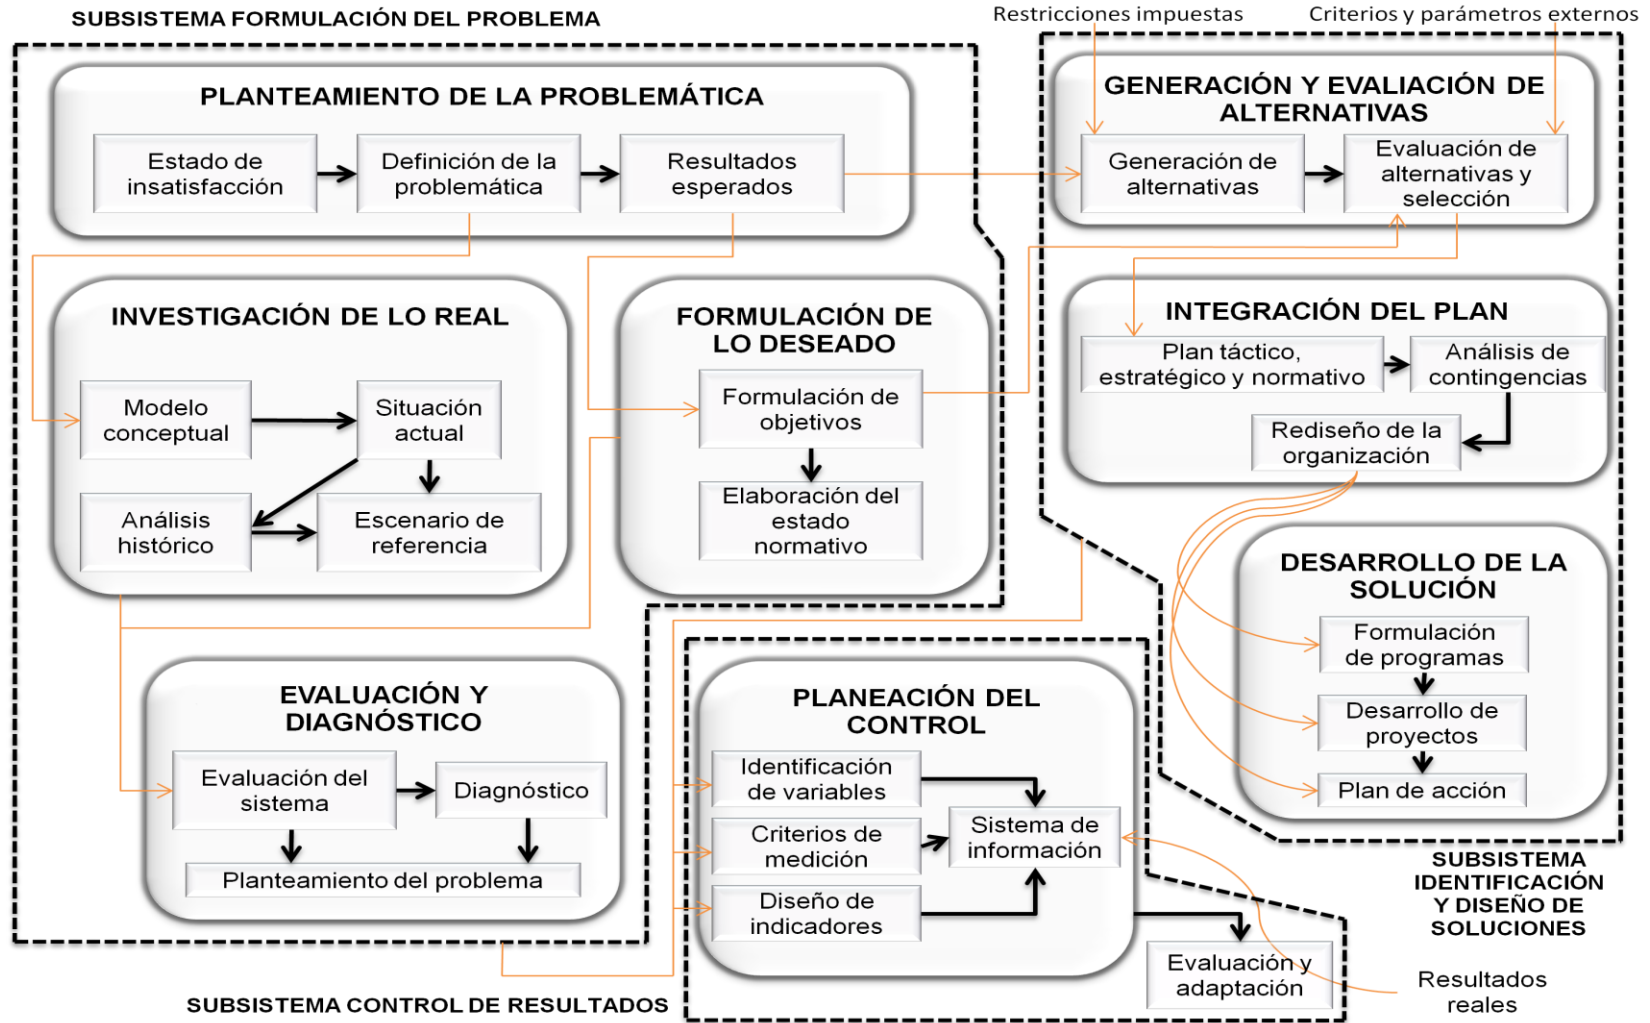 SUBSISTEMA FORMULACIÓN DEL PROBLEMA
Restricciones impuestas
Criterios y parámetros externos
PLANTEAMIENTO DE LA PROBLEMÁTICA
Estado de
insatisfacción
Definición de la
problemática
Resultados
esperados
GENERACIÓN Y EVALIACIÓN DE
ALTERNATIVAS
Generación de
alternativas
Evaluación de
alternativas y
selección
INVESTIGACIÓN DE LO REAL
Modelo
conceptual
Situación
actual
Análisis
histórico
Escenario de
referencia
FORMULACIÓN DE
LO DESEADO
Formulación de
objetivos
Elaboración del
estado
normativo
INTEGRACIÓN DEL PLAN
Plan táctico,
estratégico y normativo
Análisis de
contingencias
Rediseño de la
organización
DESARROLLO DE LA
SOLUCIÓN
Formulación
de programas
Desarrollo de
proyectos
Plan de acción
EVALUACIÓN Y
DIAGNÓSTICO
Evaluación del
sistema
Diagnóstico
Planteamiento del problema
PLANEACIÓN DEL
CONTROL
Identificación
de variables
Criterios de
medición
Diseño de
indicadores
Sistema de
información
Evaluación y
adaptación
SUBSISTEMA
IDENTIFICACIÓN
Y DISEÑO DE
SOLUCIONES
Resultados
reales
SUBSISTEMA CONTROL DE RESULTADOS